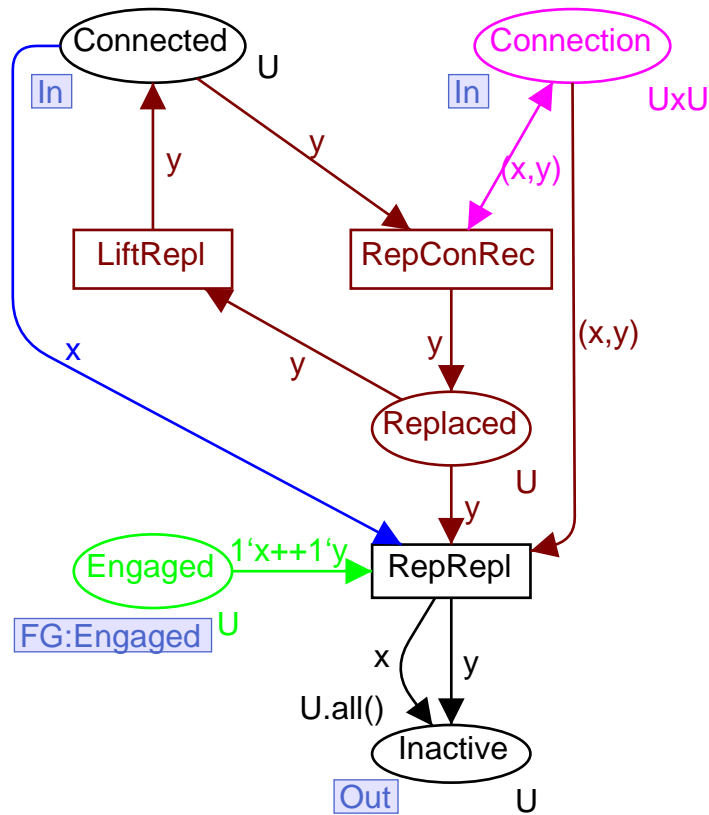 Connected
Connection
U
In
In
UxU
y
(x,y)
y
LiftRepl
RepConRec
x
y
y
(x,y)
Replaced
U
y
Engaged
1‘x++1‘y
RepRepl
U
FG:Engaged
x
y
U.all()
Inactive
Out
U